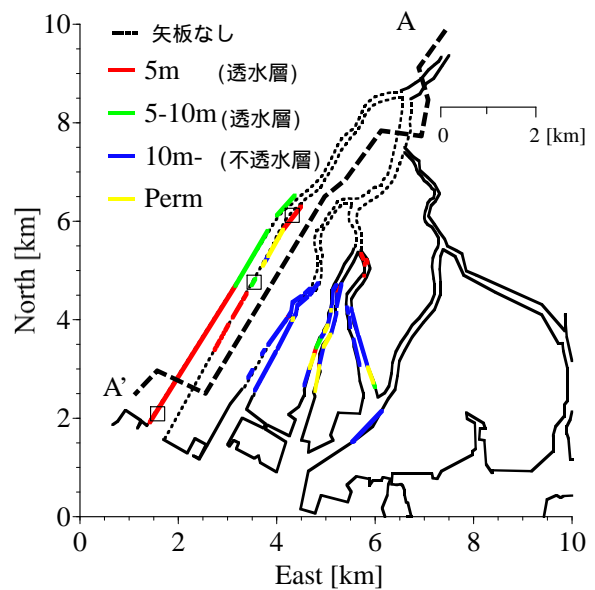 矢板なし
5m (透水層)
5-10m (透水層)
10m- (不透水層)
Perm
A
0 2 [km]
A'
North [km]
10
8
6
4
2
0
0 2 4 6 8 10
East [km]